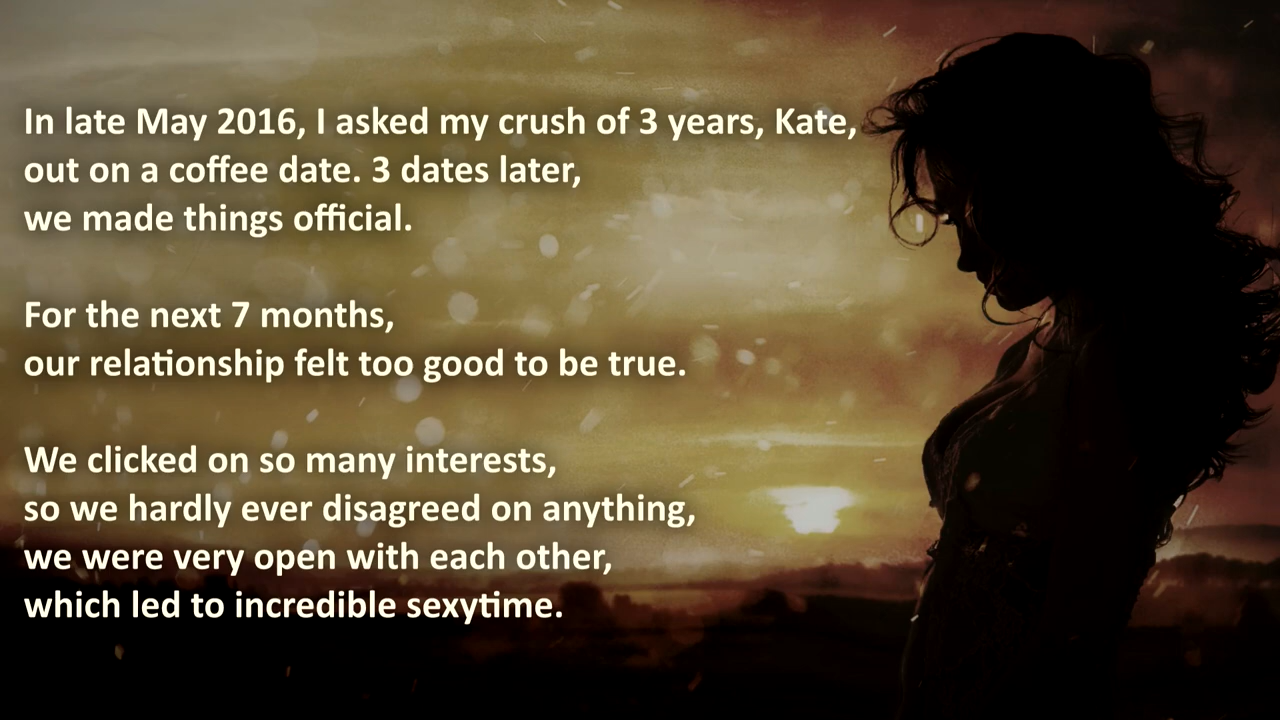 In late May 2016, I asked my crush of 3 years, Kate,
out on a coffee date. 3 dates later,
we made things official.
For the next 7 months,
our relationship felt too good to be true.
We clicked on so many interests,
so we hardly ever disagreed on anything,
we were very open with each other,
which led to incredible sexytime.